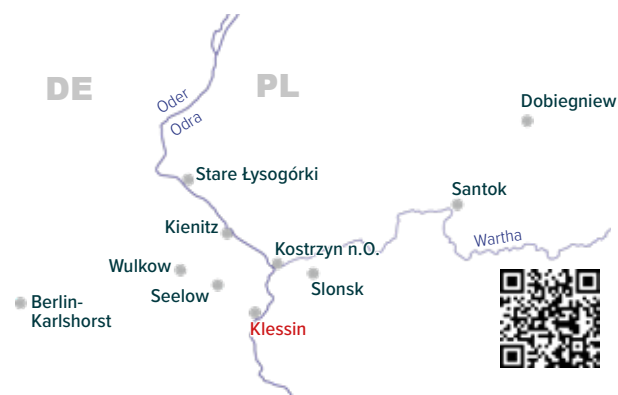 DE
PL
Oder
Odra
Dobiegniew
Stare Łysogórki
Santok
Kienitz
Wartha
Kostrzyn n.O.
Wulkow
Slonsk
Seelow
Berlin-
Karlshorst
Klessin